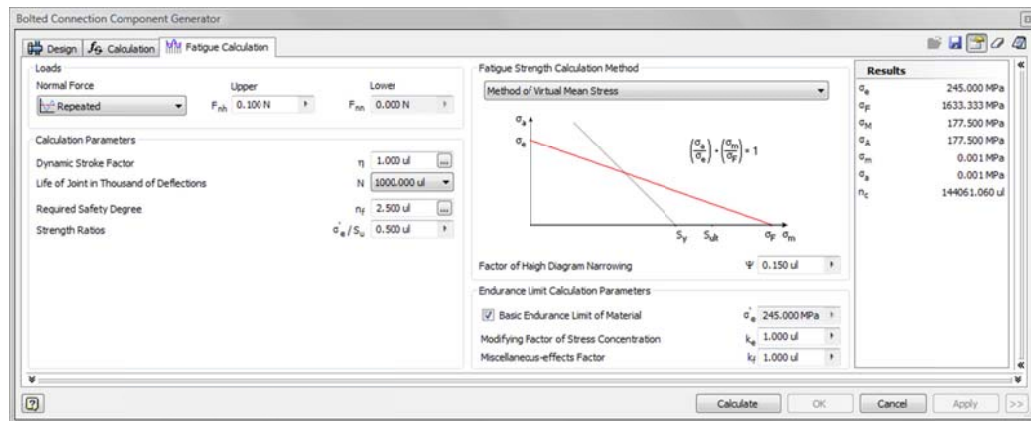 Bolted Connection Component Generator
Design
Calculation
Fatigue Calculation
Loads
Normal Force
Upper
Lower
Repeated
Fnh 0.100 N
Fnn 0.000 N
Calculation Parameters
Dynamic Stroke Factor η 1.000 ul
Life of Joint in Thousand of Deflections N 1000.000 ul
Required Safety Degree nf 2.500 ul
Strength Ratios σ'e/Su 0.500 ul
Fatigue Strength Calculation Method
Method of Virtual Mean Stress
σa
σe
(σa/σe) + (σm/σF) = 1
Sy Sult σF σm
Factor of Haigh Diagram Narrowing Ψ 0.150 ul
Endurance Limit Calculation Parameters
Basic Endurance Limit of Material σ'e 245.000 MPa
Modifying Factor of Stress Concentration ke 1.000 ul
Miscellaneous-effects Factor kf 1.000 ul
Results
σe 245.000 MPa
σF 1633.333 MPa
σM 177.500 MPa
σA 177.500 MPa
σm 0.001 MPa
σa 0.001 MPa
nc 144061.060 ul
Calculate
OK
Cancel
Apply
>>